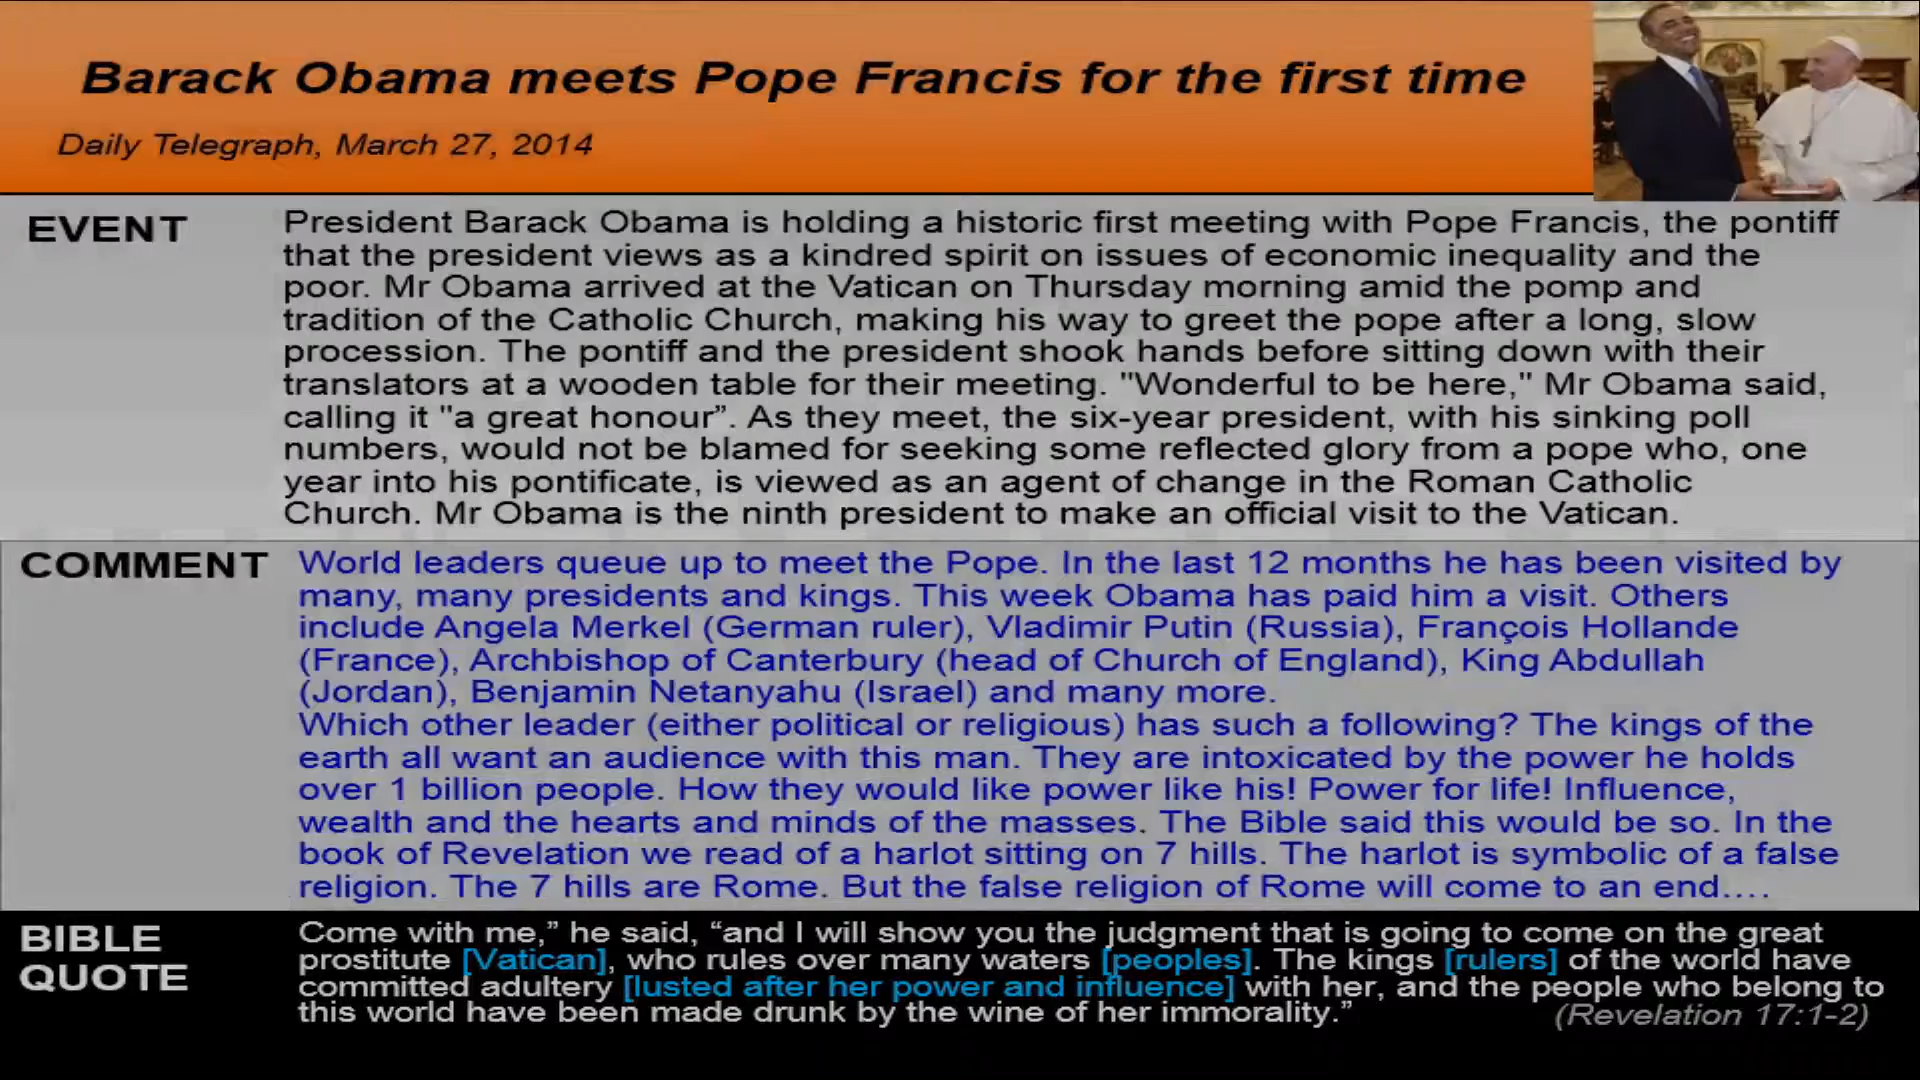 Barack Obama meets Pope Francis for the first time
Daily Telegraph, March 27, 2014
EVENT
President Barack Obama is holding a historic first meeting with Pope Francis, the pontiff
that the president views as a kindred spirit on issues of economic inequality and the
poor. Mr Obama arrived at the Vatican on Thursday morning amid the pomp and
tradition of the Catholic Church, making his way to greet the pope after a long, slow
procession. The pontiff and the president shook hands before sitting down with their
translators at a wooden table for their meeting. "Wonderful to be here," Mr Obama said,
calling it "a great honour”. As they meet, the six-year president, with his sinking poll
numbers, would not be blamed for seeking some reflected glory from a pope who, one
year into his pontificate, is viewed as an agent of change in the Roman Catholic
Church. Mr Obama is the ninth president to make an official visit to the Vatican.
COMMENT
World leaders queue up to meet the Pope. In the last 12 months he has been visited by
many, many presidents and kings. This week Obama has paid him a visit. Others
include Angela Merkel (German ruler), Vladimir Putin (Russia), François Hollande
(France), Archbishop of Canterbury (head of Church of England), King Abdullah
(Jordan), Benjamin Netanyahu (Israel) and many more.
Which other leader (either political or religious) has such a following? The kings of the
earth all want an audience with this man. They are intoxicated by the power he holds
over 1 billion people. How they would like power like his! Power for life! Influence,
wealth and the hearts and minds of the masses. The Bible said this would be so. In the
book of Revelation we read of a harlot sitting on 7 hills. The harlot is symbolic of a false
religion. The 7 hills are Rome. But the false religion of Rome will come to an end....
BIBLE
QUOTE
Come with me,” he said, “and I will show you the judgment that is going to come on the great
prostitute [Vatican], who rules over many waters [peoples]. The kings [rulers] of the world have
committed adultery [lusted after her power and influence] with her, and the people who belong to
this world have been made drunk by the wine of her immorality.”
(Revelation 17:1-2)